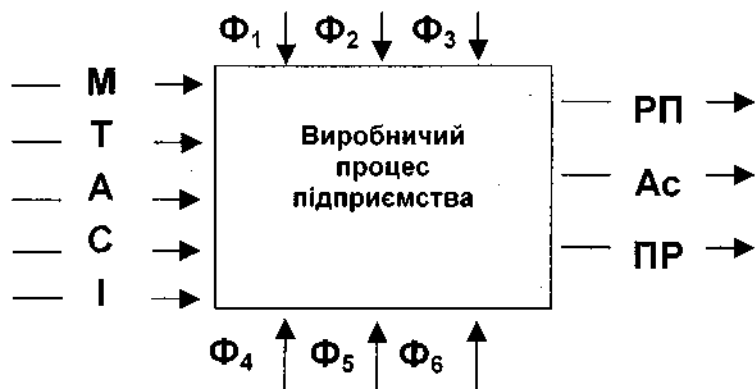 Ф1 Ф2 Ф3
М
Т
А
С
І
Виробничий
процес
підприємства
РП
Ас
ПР
Ф4 Ф5 Ф6